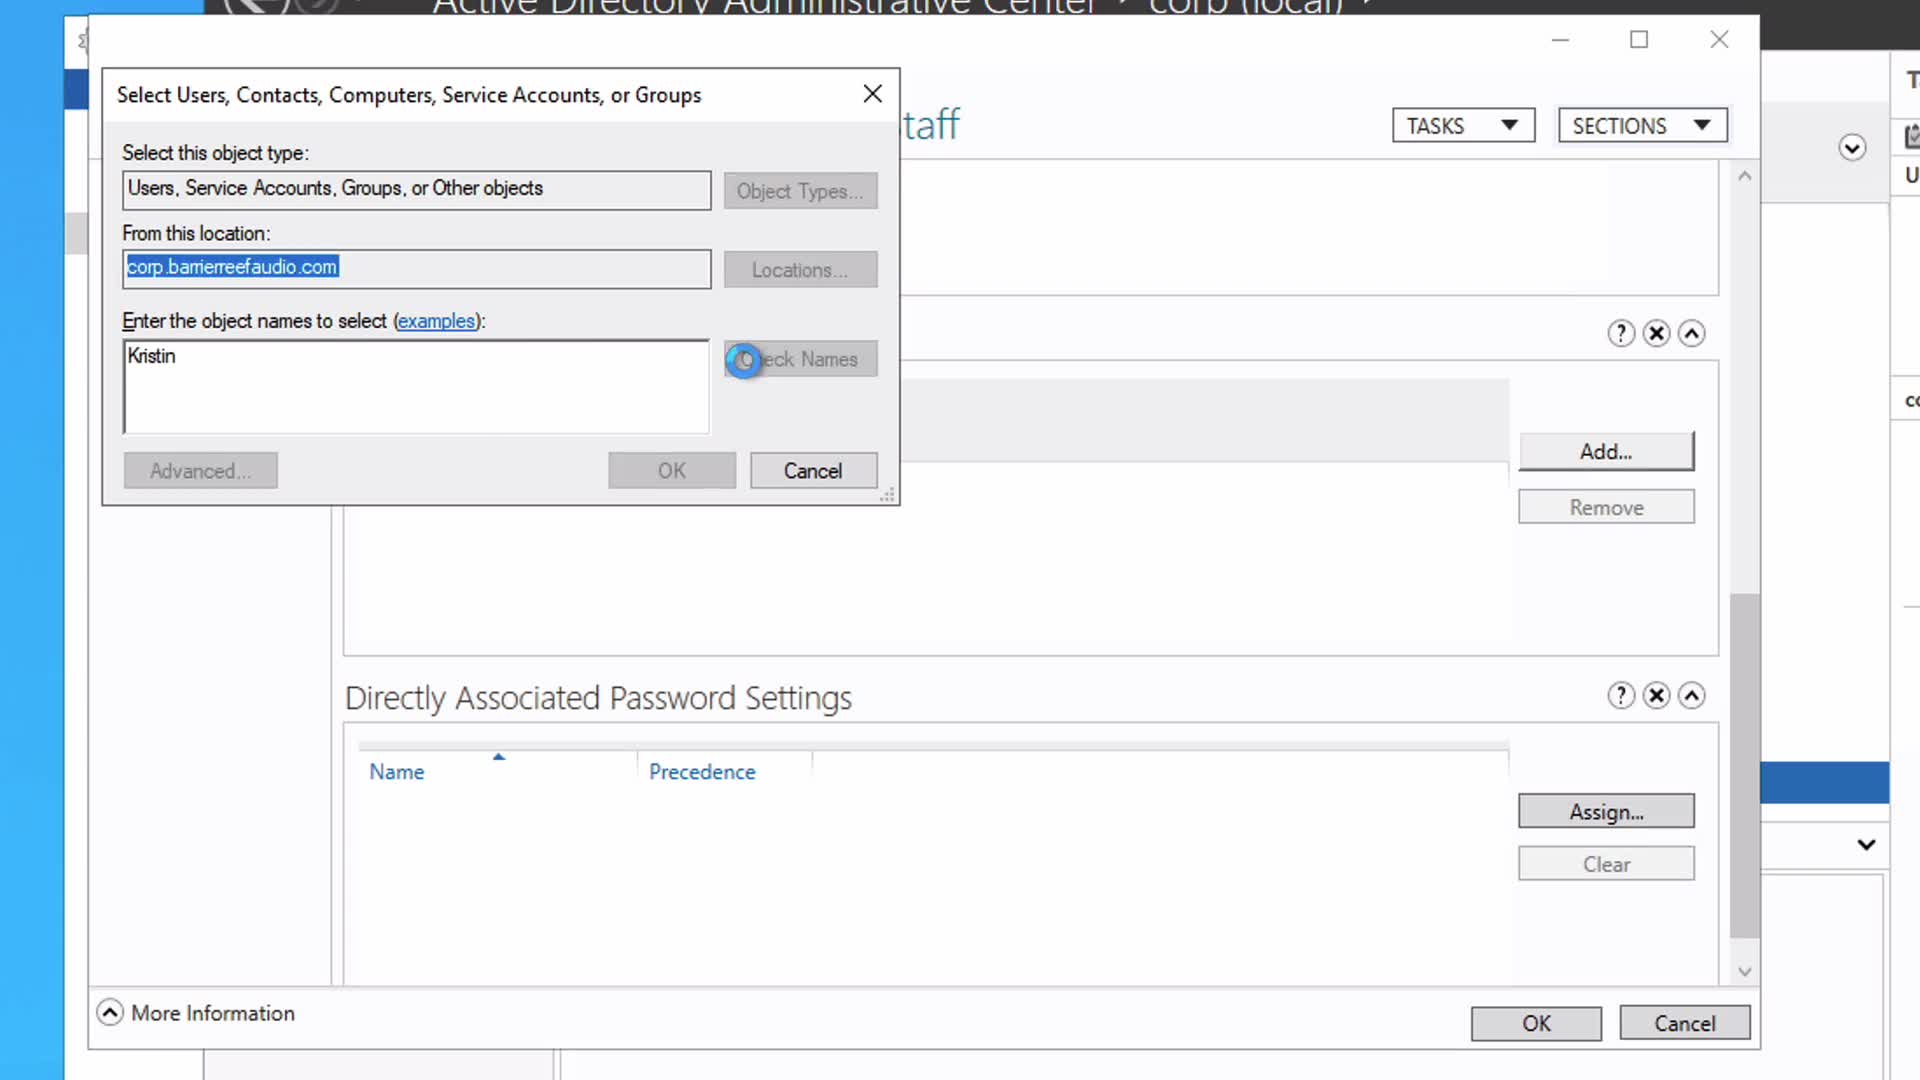 Active Directory Administrative Center • corp (local) •
Select Users, Contacts, Computers, Service Accounts, or Groups
taff
TASKS
SECTIONS
Select this object type:
Users, Service Accounts, Groups, or Other objects
Object Types...
From this location:
corp.barrierreefaudio.com
Locations...
Enter the object names to select (examples):
Kristin
Check Names
Advanced...
OK
Cancel
Add...
Remove
Directly Associated Password Settings
Name
Precedence
Assign...
Clear
More Information
OK
Cancel